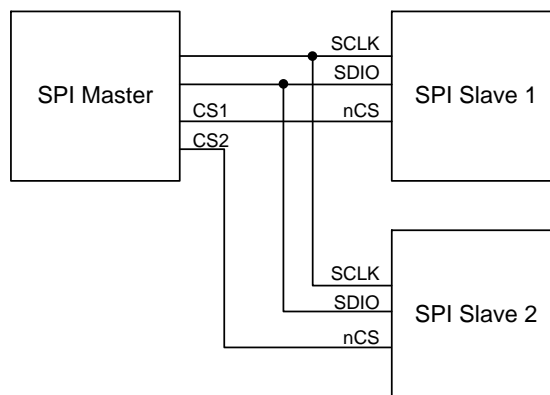 SPI Master
CS1
CS2
SCLK
SDIO
nCS
SPI Slave 1
SCLK
SDIO
nCS
SPI Slave 2